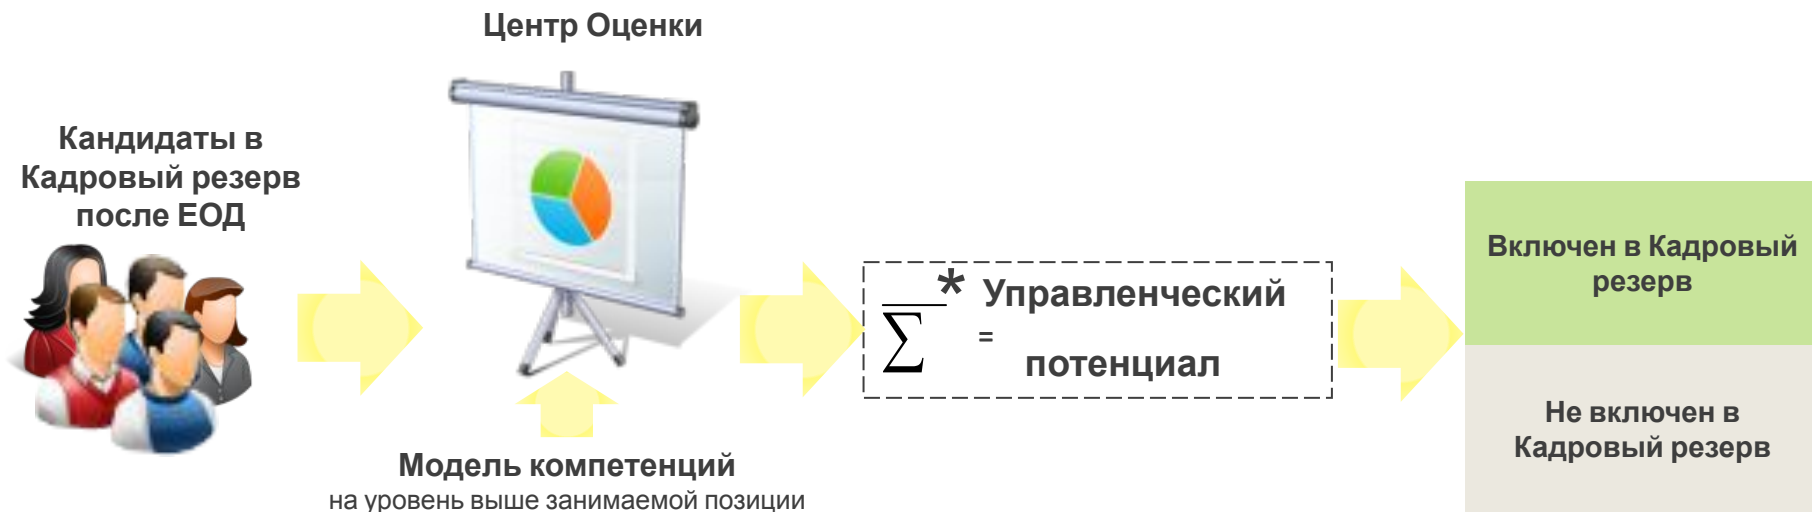 Центр Оценки
Кандидаты в
Кадровый резерв
после ЕОД
Модель компетенций
на уровень выше занимаемой позиции
∑* Управленческий
=
потенциал
Включен в Кадровый
резерв
Не включен в
Кадровый резерв